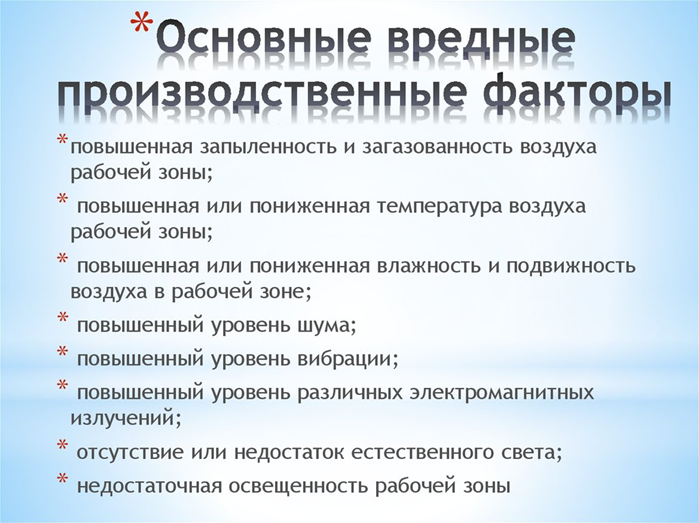 *Основные вредные
производственные факторы
* повышенная запыленность и загазованность воздуха
рабочей зоны;
* повышенная или пониженная температура воздуха
рабочей зоны;
* повышенная или пониженная влажность и подвижность
воздуха в рабочей зоне;
* повышенный уровень шума;
* повышенный уровень вибрации;
* повышенный уровень различных электромагнитных
излучений;
* отсутствие или недостаток естественного света;
* недостаточная освещенность рабочей зоны